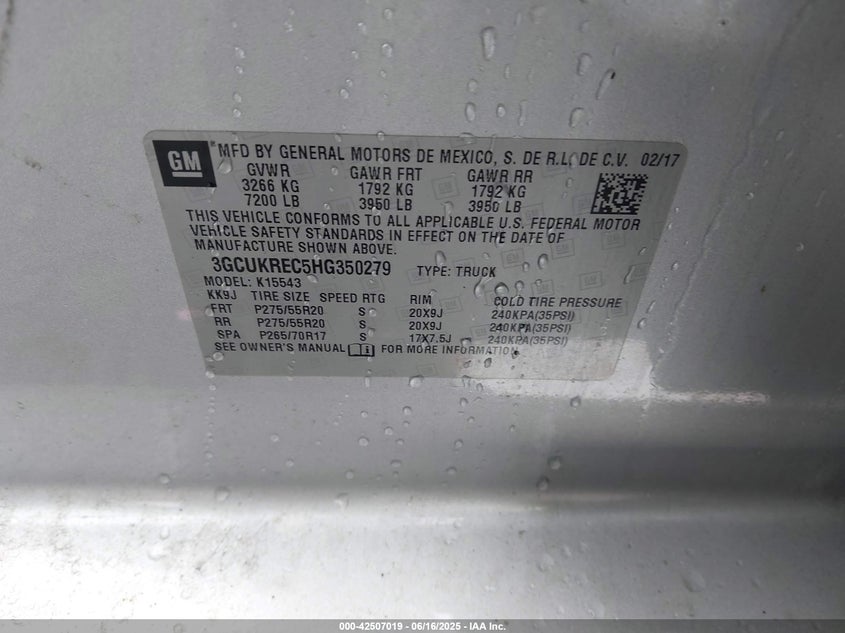 GM
MFD BY GENERAL MOTORS DE MEXICO, S. DE R.L. DE C.V. 02/17
GVWR GAWR FRT GAWR RR
3266 KG 1792 KG 1792 KG
7200 LB 3950 LB 3950 LB
THIS VEHICLE CONFORMS TO ALL APPLICABLE U.S. FEDERAL MOTOR
VEHICLE SAFETY STANDARDS IN EFFECT ON THE DATE OF
MANUFACTURE SHOWN ABOVE.
3GCUKREC5HG350279 TYPE: TRUCK
MODEL: K15543
KK9J TIRE SIZE SPEED RTG RIM COLD TIRE PRESSURE
FRT P275/55R20 S 20X9J 240KPA(35PSI)
RR P275/55R20 S 20X9J 240KPA(35PSI)
SPA P265/70R17 S 17X7.5J 240KPA(35PSI)
SEE OWNER'S MANUAL FOR MORE INFORMATION
000-42507019 - 06/16/2025 - IAA Inc.